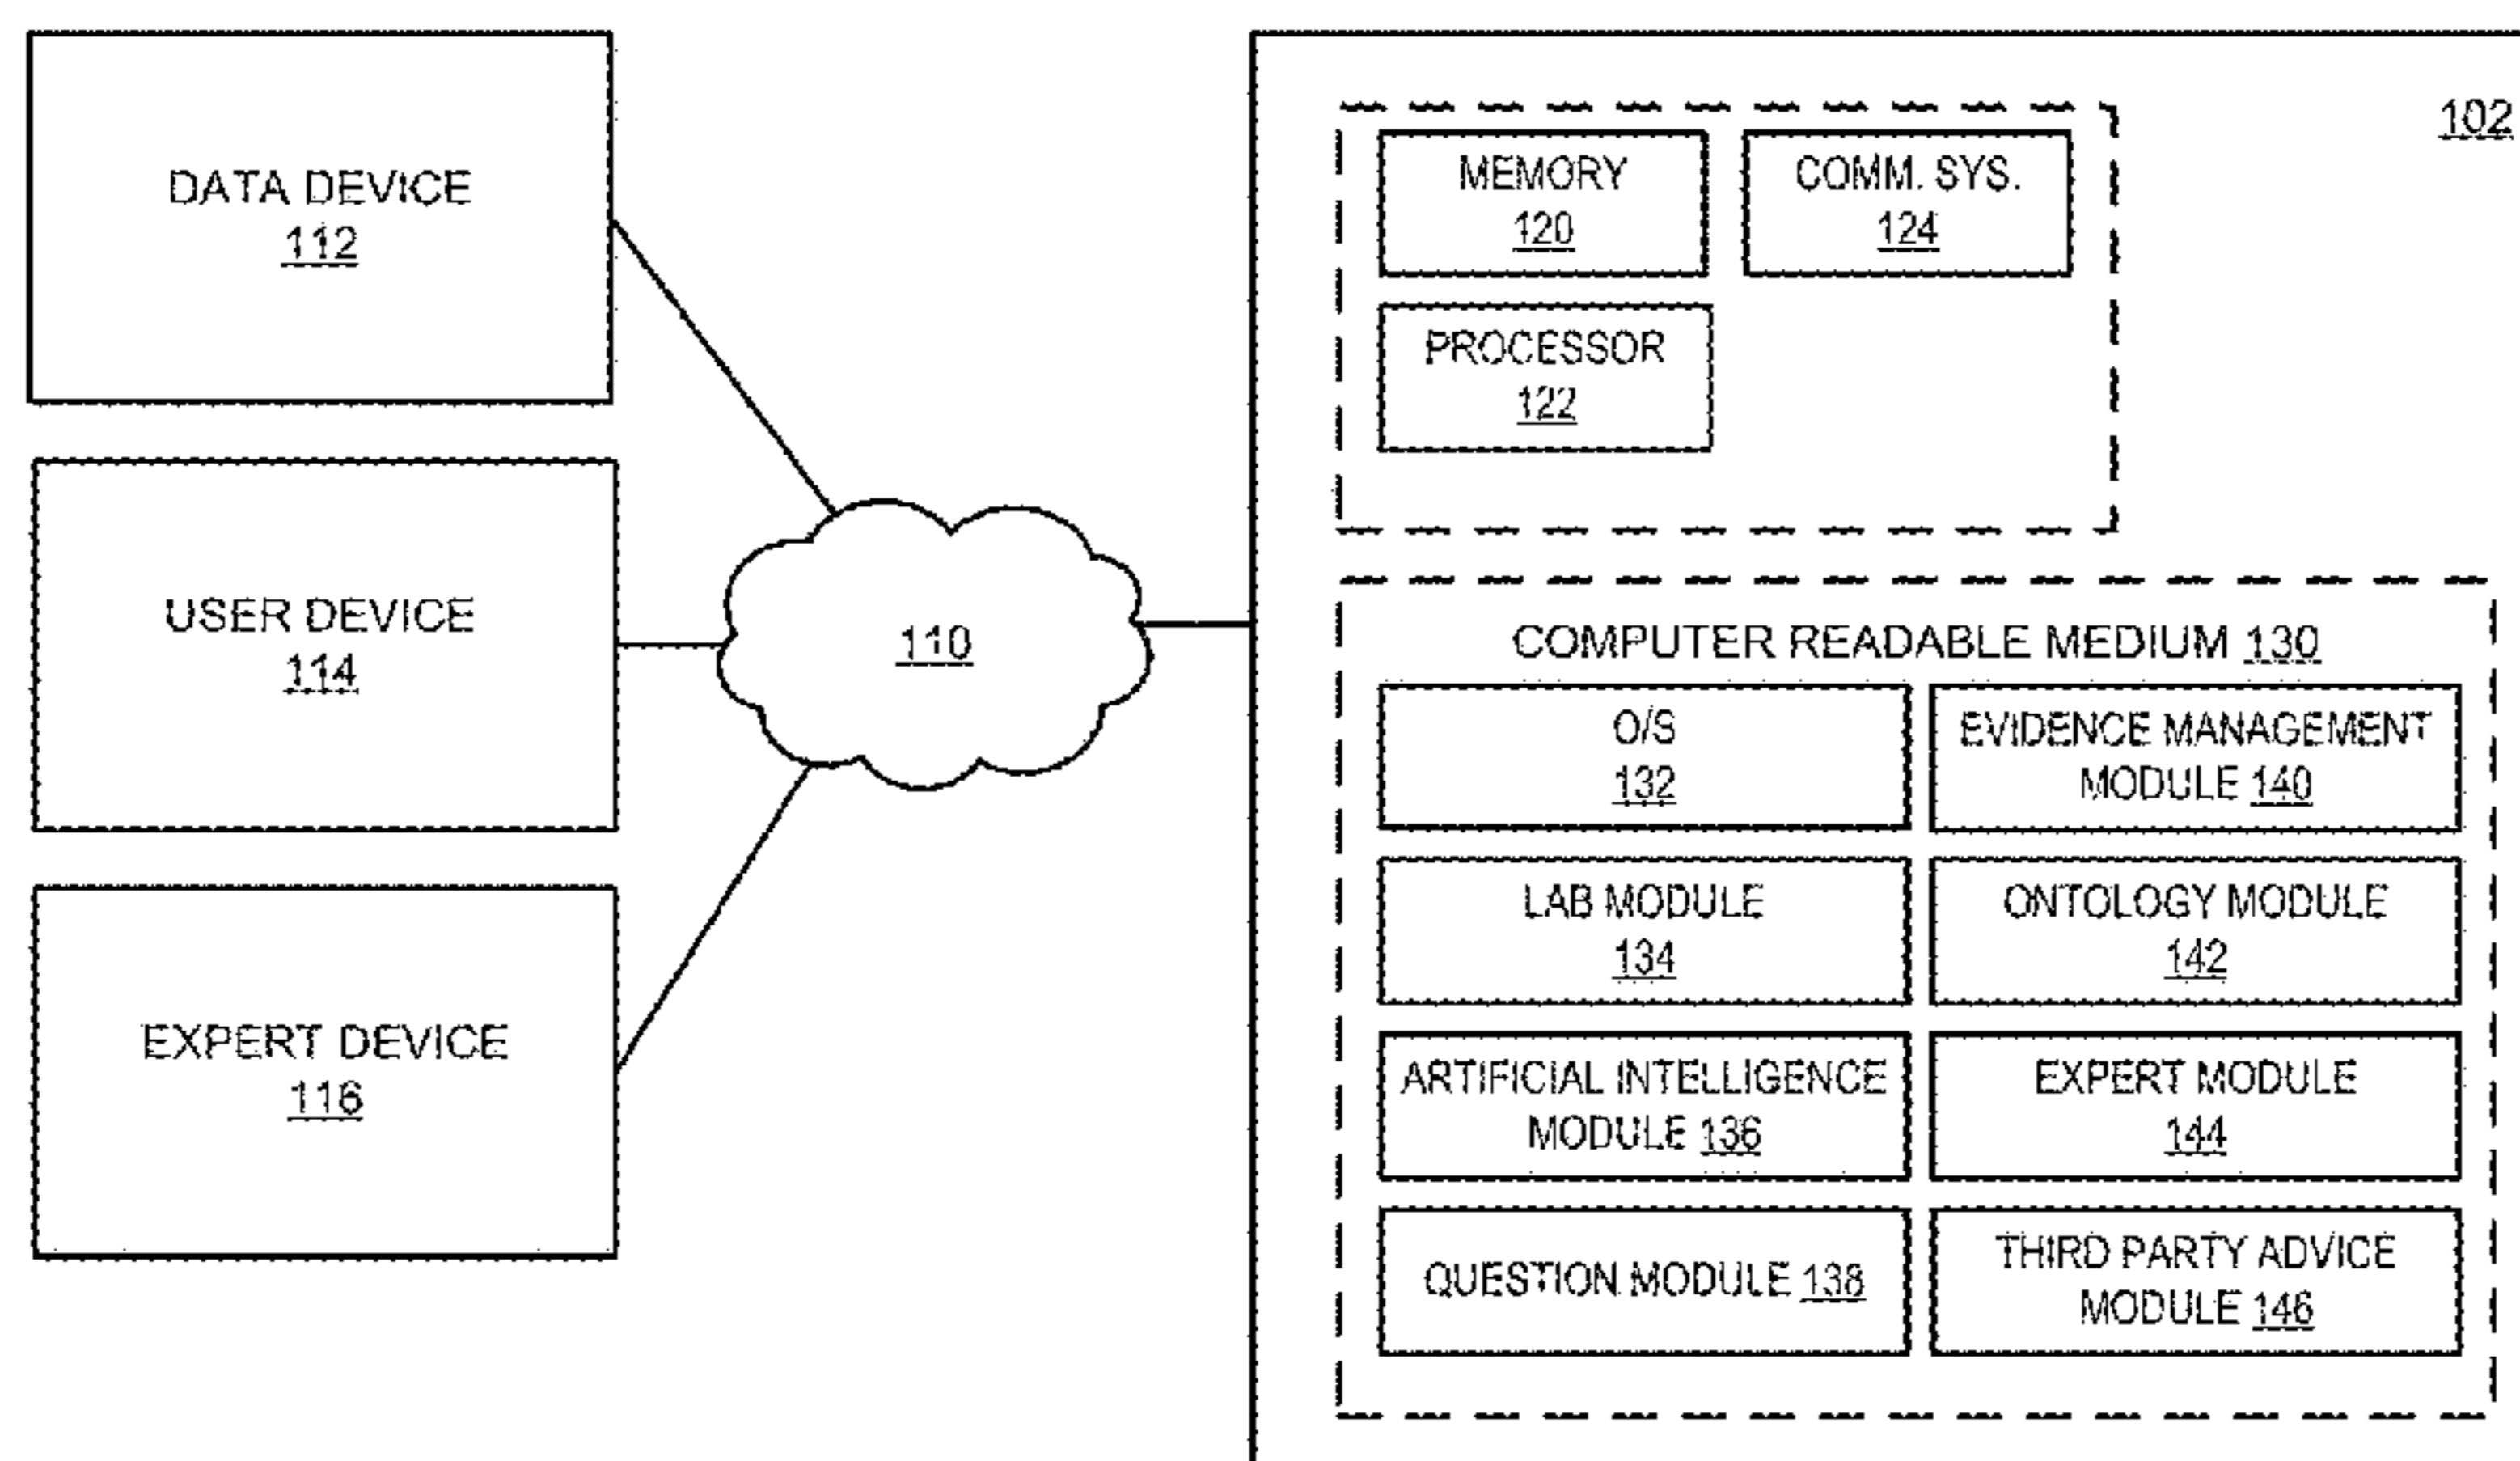 DATA DEVICE
112
USER DEVICE
114
EXPERT DEVICE
116
110
102
MEMORY
120
COMM. SYS.
124
PROCESSOR
122
COMPUTER READABLE MEDIUM 130
O/S
132
EVIDENCE MANAGEMENT
MODULE 140
LAB MODULE
134
ONTOLOGY MODULE
142
ARTIFICIAL INTELLIGENCE
MODULE 136
EXPERT MODULE
144
QUESTION MODULE 138
THIRD PARTY ADVICE
MODULE 146